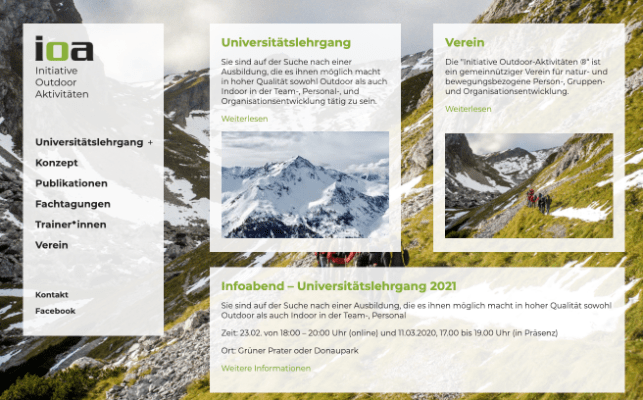 ioa
Initiative
Outdoor
Aktivitäten
Universitätslehrgang +
Konzept
Publikationen
Fachtagungen
Trainer*innen
Verein
Kontakt
Facebook
Universitätslehrgang
Sie sind auf der Suche nach einer
Ausbildung, die es ihnen möglich macht
in hoher Qualität sowohl Outdoor als auch
Indoor in der Team-, Personal-, und
Organisationsentwicklung tätig zu sein.
Weiterlesen
Verein
Die "Initiative Outdoor-Aktivitäten ®" ist
ein gemeinnütziger Verein für natur- und
bewegungsbezogene Person-, Gruppen-
und Organisationsentwicklung.
Weiterlesen
Infoabend – Universitätslehrgang 2021
Sie sind auf der Suche nach einer Ausbildung, die es ihnen möglich macht in hoher Qualität sowohl
Outdoor als auch Indoor in der Team-, Personal
Zeit: 23.02. von 18:00 – 20:00 Uhr (online) und 11.03.2020, 17.00 bis 19.00 Uhr (in Präsenz)
Ort: Grüner Prater oder Donaupark
Weitere Informationen